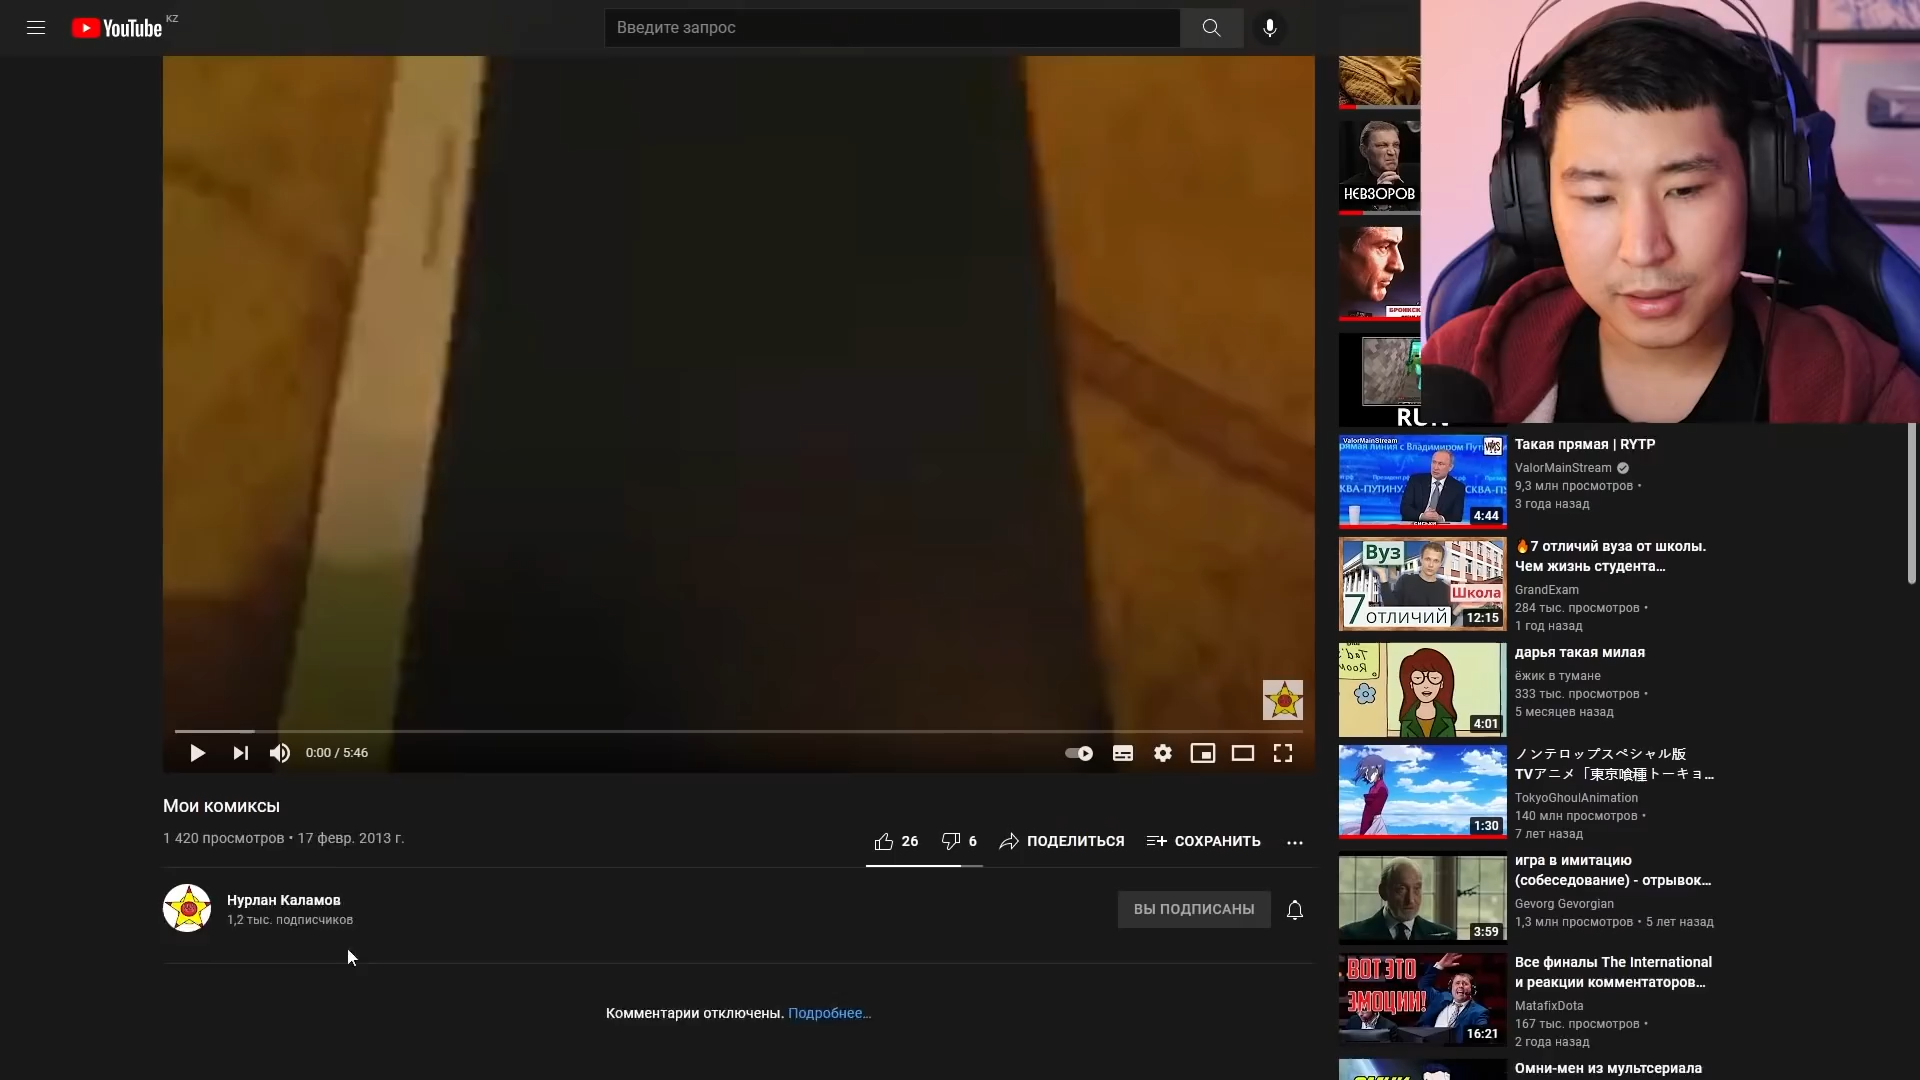 YouTube KZ
Введите запрос
НЕВЗОРОВ
RUN
0:00 / 5:46
Мои комиксы
1 420 просмотров • 17 февр. 2013 г.
26
6
ПОДЕЛИТЬСЯ
СОХРАНИТЬ
Нурлан Каламов
1,2 тыс. подписчиков
ВЫ ПОДПИСАНЫ
Комментарии отключены. Подробнее...
ValorMainStream
4:44
Такая прямая | RYTP
ValorMainStream
9,3 млн просмотров •
3 года назад
Вуз
Школа
7 ОТЛИЧИЙ
12:15
7 отличий вуза от школы.
Чем жизнь студента...
GrandExam
284 тыс. просмотров •
1 год назад
4:01
дарья такая милая
ёжик в тумане
333 тыс. просмотров •
5 месяцев назад
1:30
ノンテロップスペシャル版
TVアニメ「東京喰種トーキョ...
TokyoGhoulAnimation
140 млн просмотров •
7 лет назад
3:59
игра в имитацию
(собеседование) - отрывок...
Gevorg Gevorgian
1,3 млн просмотров • 5 лет назад
ВОТ ЭТО
ЭМОЦИИ!
16:21
Все финалы The International
и реакции комментаторов...
MatafixDota
167 тыс. просмотров •
2 года назад
Омни-мен из мультсериала